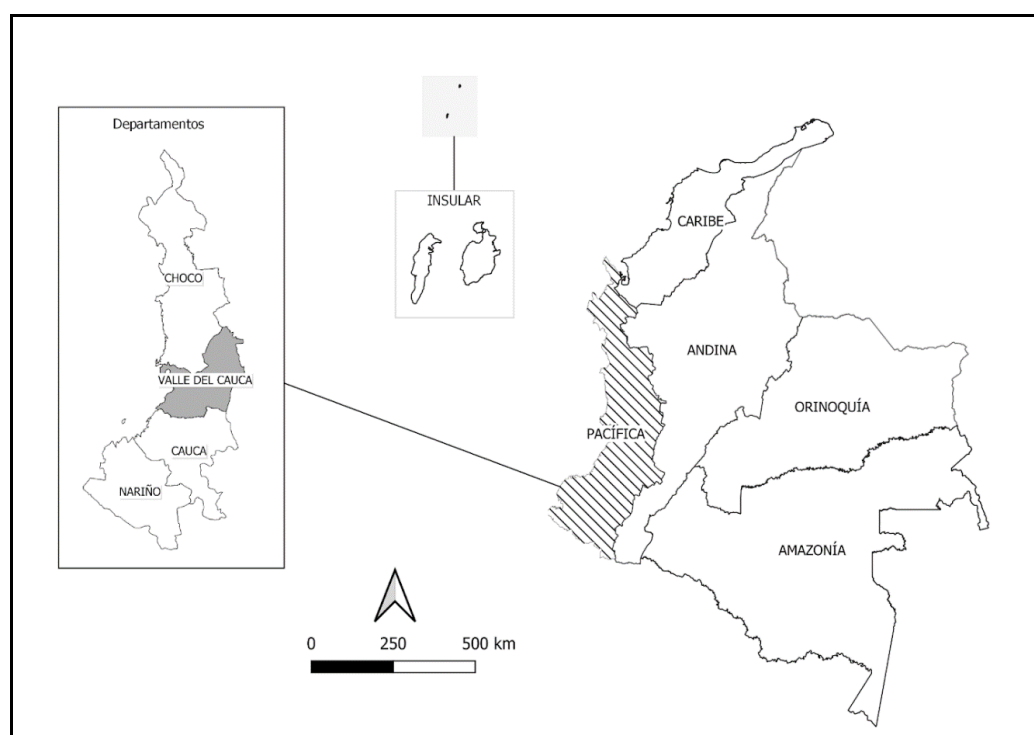 Departamentos
CHOCO
VALLE DEL CAUCA
CAUCA
NARIÑO
INSULAR
CARIBE
ANDINA
ORINOQUÍA
PACÍFICA
AMAZONÍA
0 250 500 km